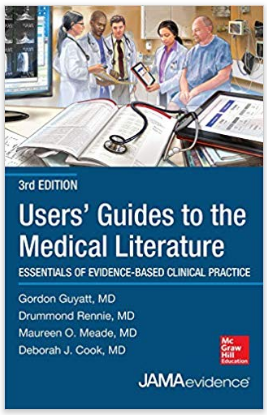 3rd EDITION
Users' Guides to the
Medical Literature
ESSENTIALS OF EVIDENCE-BASED CLINICAL PRACTICE
Gordon Guyatt, MD
Drummond Rennie, MD
Maureen O. Meade, MD
Deborah J. Cook, MD
Mc
Graw
Hill
Education
JAMAevidence®